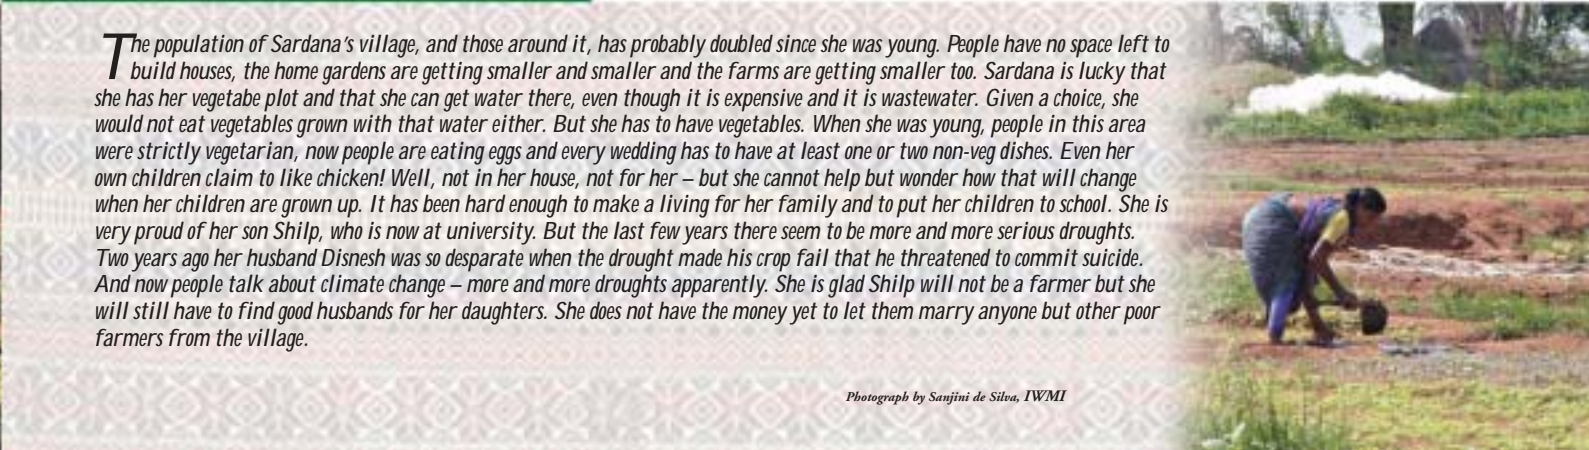 The population of Sardana's village, and those around it, has probably doubled since she was young. People have no space left to
build houses, the home gardens are getting smaller and smaller and the farms are getting smaller too. Sardana is lucky that
she has her vegetabe plot and that she can get water there, even though it is expensive and it is wastewater. Given a choice, she
would not eat vegetables grown with that water either. But she has to have vegetables. When she was young, people in this area
were strictly vegetarian, now people are eating eggs and every wedding has to have at least one or two non-veg dishes. Even her
own children claim to like chicken! Well, not in her house, not for her – but she cannot help but wonder how that will change
when her children are grown up. It has been hard enough to make a living for her family and to put her children to school. She is
very proud of her son Shilp, who is now at university. But the last few years there seem to be more and more serious droughts.
Two years ago her husband Disnesh was so desparate when the drought made his crop fail that he threatened to commit suicide.
And now people talk about climate change – more and more droughts apparently. She is glad Shilp will not be a farmer but she
will still have to find good husbands for her daughters. She does not have the money yet to let them marry anyone but other poor
farmers from the village.
Photograph by Sanjini de Silva, IWMI